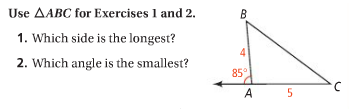 Use △ABC for Exercises 1 and 2.
1. Which side is the longest?
2. Which angle is the smallest?
B
4
85°
A
5
C